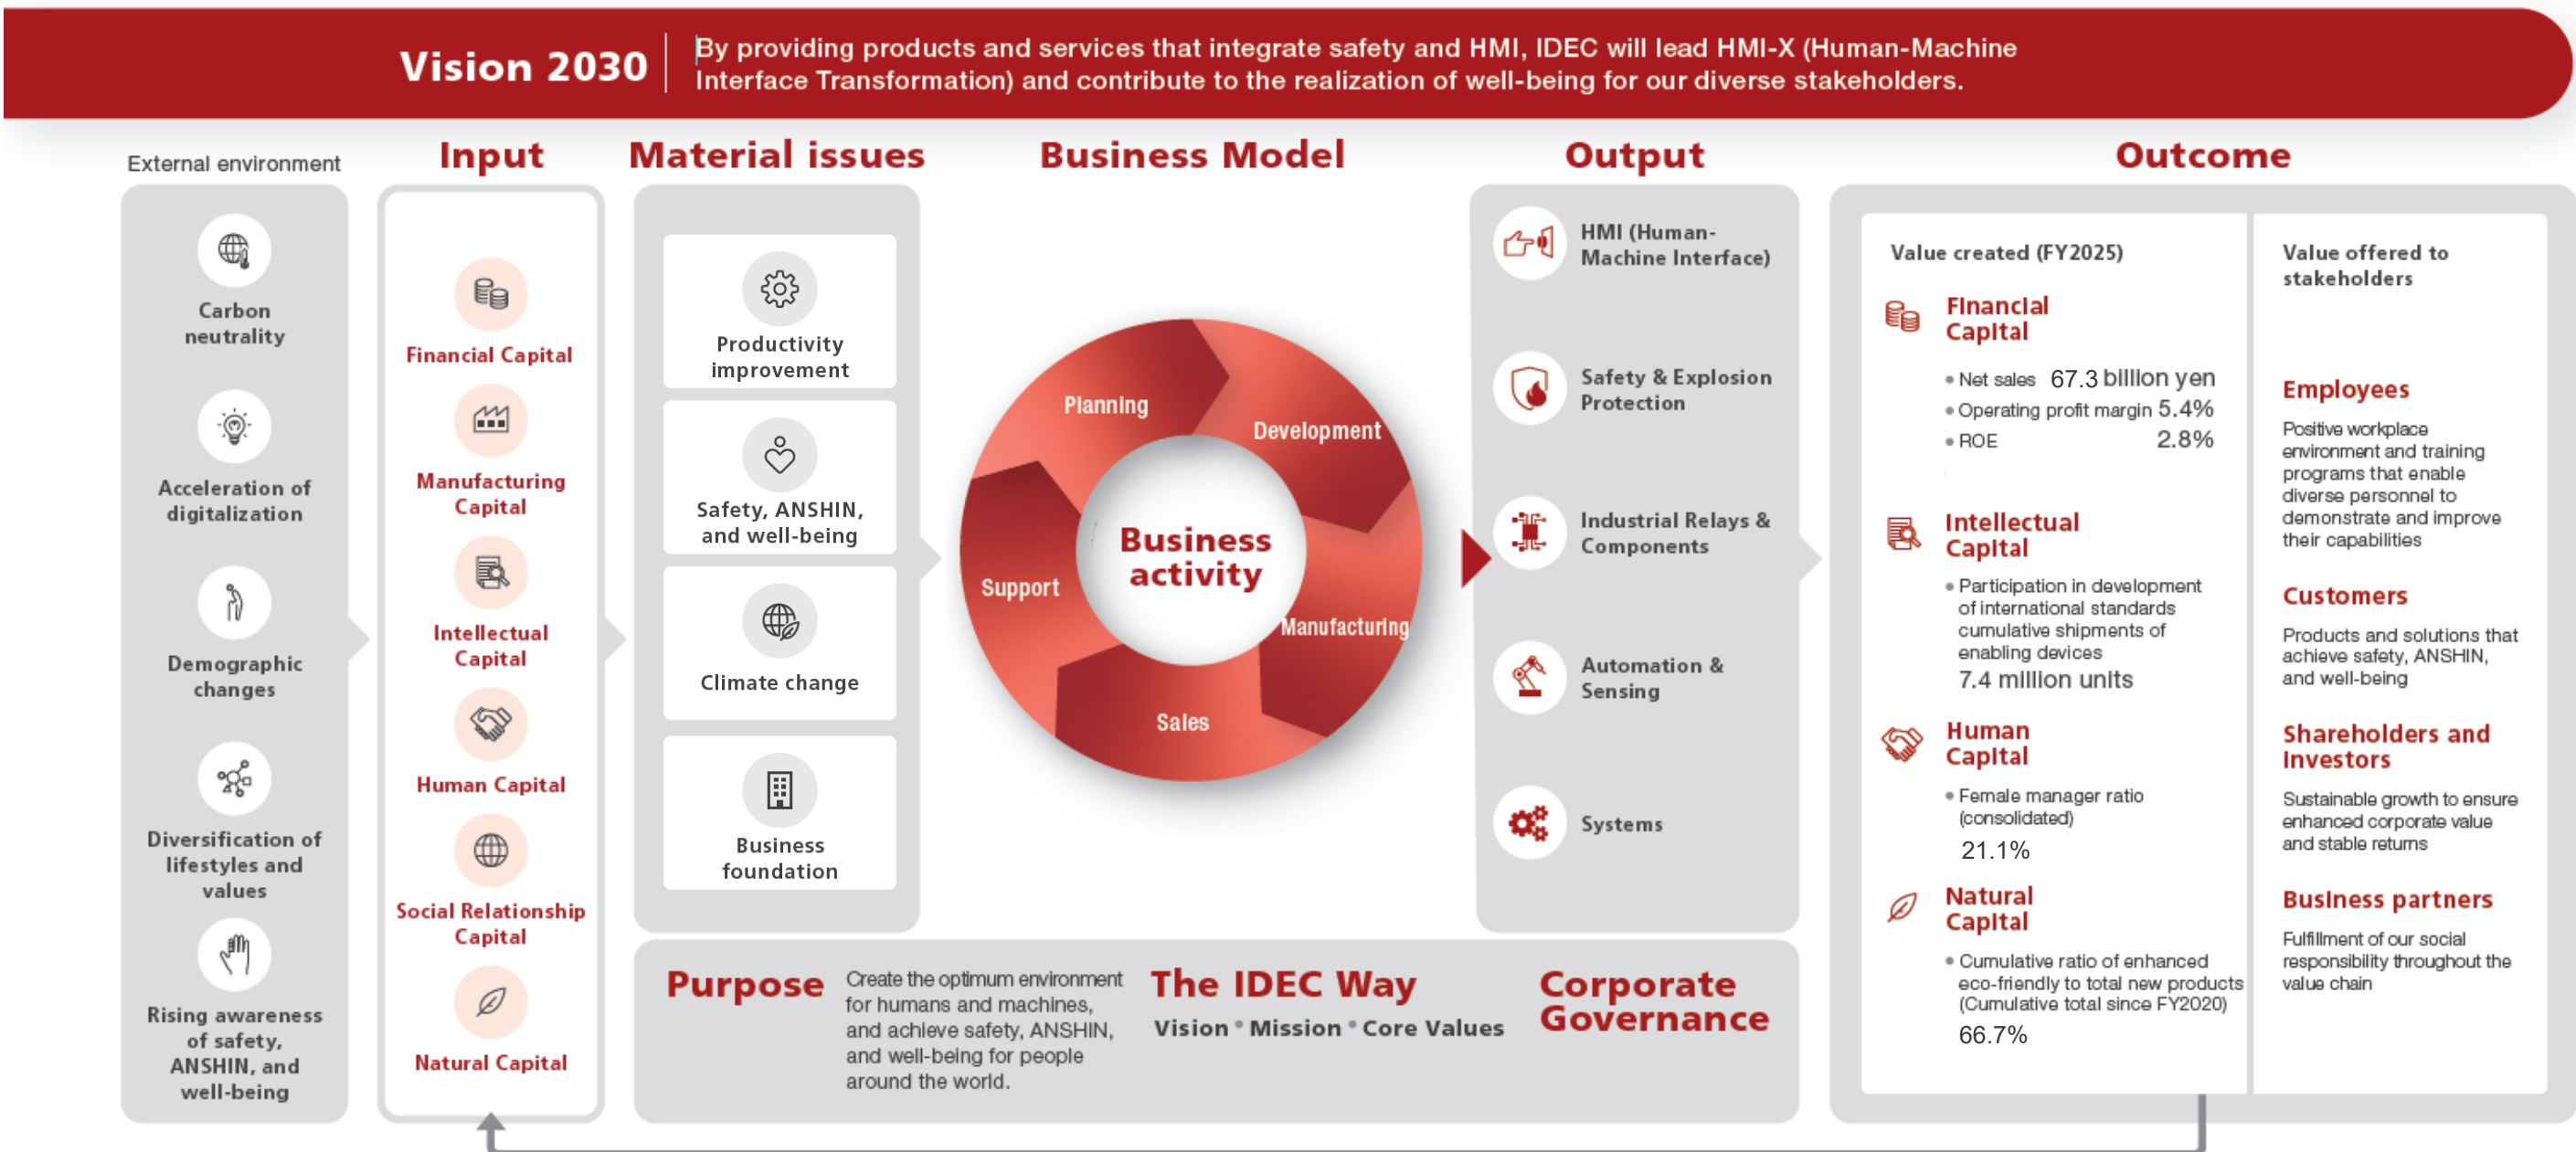 Vision 2030
By providing products and services that integrate safety and HMI, IDEC will lead HMI-X (Human-Machine
Interface Transformation) and contribute to the realization of well-being for our diverse stakeholders.
External environment
Carbon
neutrality
Acceleration of
digitalization
Demographic
changes
Diversification of
lifestyles and
values
Rising awareness
of safety,
ANSHIN, and
well-being
Input
Financial Capital
Manufacturing
Capital
Intellectual
Capital
Human Capital
Social Relationship
Capital
Natural Capital
Material issues
Productivity
improvement
Safety, ANSHIN,
and well-being
Climate change
Business
foundation
Business Model
Planning
Development
Manufacturing
Sales
Support
Business
activity
Output
HMI (Human-
Machine Interface)
Safety & Explosion
Protection
Industrial Relays &
Components
Automation &
Sensing
Systems
Purpose
Create the optimum environment
for humans and machines,
and achieve safety, ANSHIN,
and well-being for people
around the world.
The IDEC Way
Vision • Mission • Core Values
Corporate
Governance
Outcome
Value created (FY2025)
Financial
Capital
• Net sales 67.3 billion yen
• Operating profit margin 5.4%
• ROE 2.8%
Intellectual
Capital
• Participation in development
of international standards
cumulative shipments of
enabling devices
7.4 million units
Human
Capital
• Female manager ratio
(consolidated)
21.1%
Natural
Capital
• Cumulative ratio of enhanced
eco-friendly to total new products
(Cumulative total since FY2020)
66.7%
Value offered to
stakeholders
Employees
Positive workplace
environment and training
programs that enable
diverse personnel to
demonstrate and improve
their capabilities
Customers
Products and solutions that
achieve safety, ANSHIN,
and well-being
Shareholders and
Investors
Sustainable growth to ensure
enhanced corporate value
and stable returns
Business partners
Fulfillment of our social
responsibility throughout the
value chain